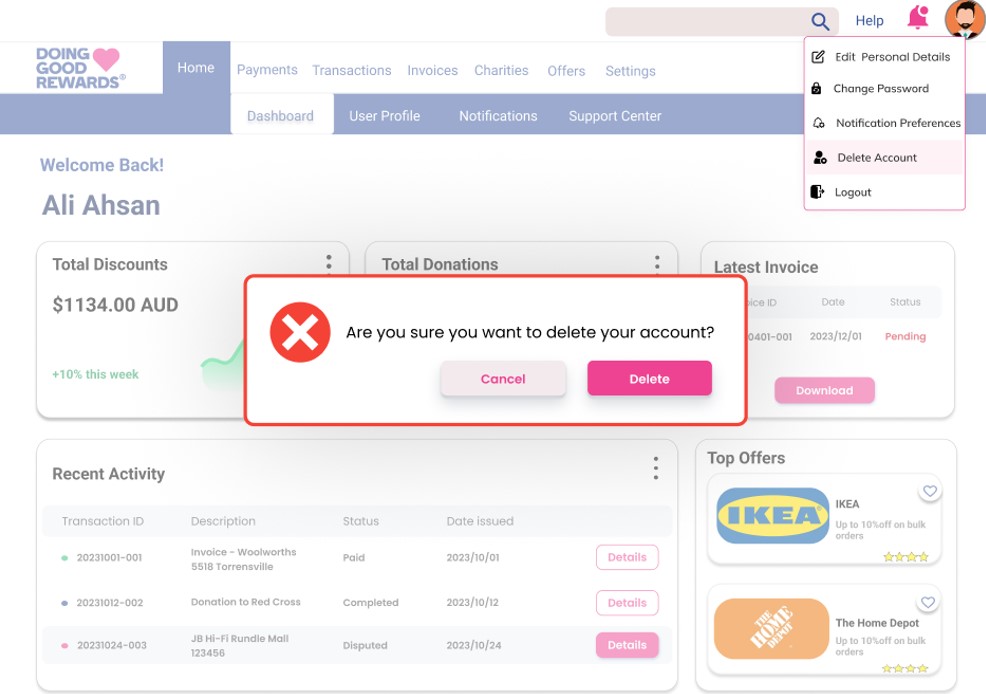 Help
DOING
GOOD
REWARDS®
Home
Payments
Transactions
Invoices
Charities
Offers
Settings
Edit Personal Details
Change Password
Notification Preferences
Delete Account
Logout
Dashboard
User Profile
Notifications
Support Center
Welcome Back!
Ali Ahsan
Total Discounts
$1134.00 AUD
+10% this week
Total Donations
Latest Invoice
ID
Date
Status
0401-001
2023/12/01
Pending
Download
Are you sure you want to delete your account?
Cancel
Delete
Recent Activity
Transaction ID
Description
Status
Date issued
20231001-001
Invoice - Woolworths
5518 Torrensville
Paid
2023/10/01
Details
20231012-002
Donation to Red Cross
Completed
2023/10/12
Details
20231024-003
JB Hi-Fi Rundle Mall
123456
Disputed
2023/10/24
Details
Top Offers
IKEA
IKEA
Up to 10%off on bulk
orders
THE
HOME
DEPOT
The Home Depot
Up to 10%off on bulk
orders